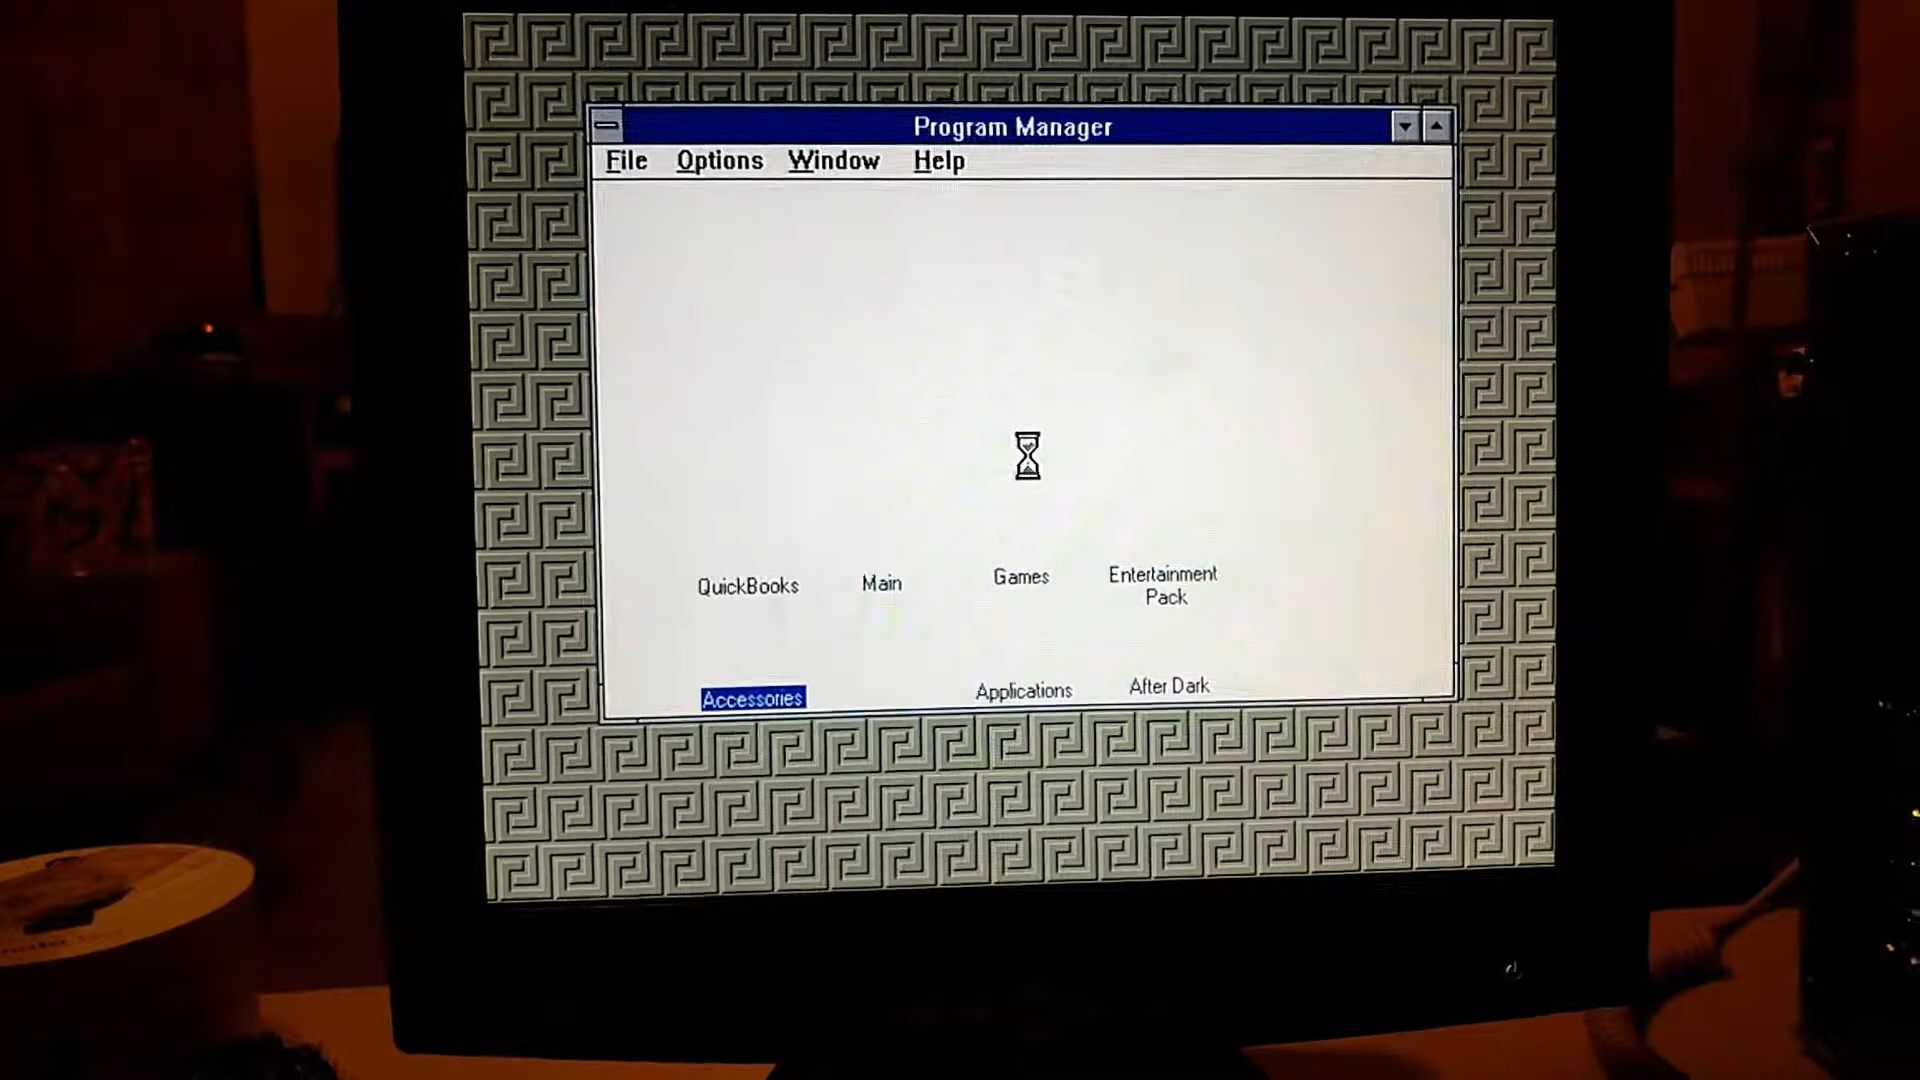 Program Manager
File Options Window Help
QuickBooks Main Games Entertainment
Pack
Accessories Applications After Dark